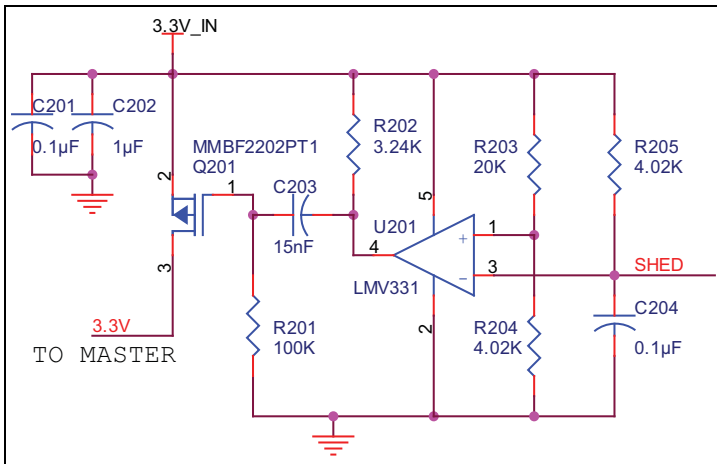 3.3V_IN
C201
0.1µF
C202
1µF
MMBF2202PT1
Q201
2
1
3
C203
15nF
R202
3.24K
R203
20K
R205
4.02K
U201
5
4
+
1
-
3
LMV331
2
SHED
C204
0.1µF
R201
100K
R204
4.02K
3.3V
TO MASTER